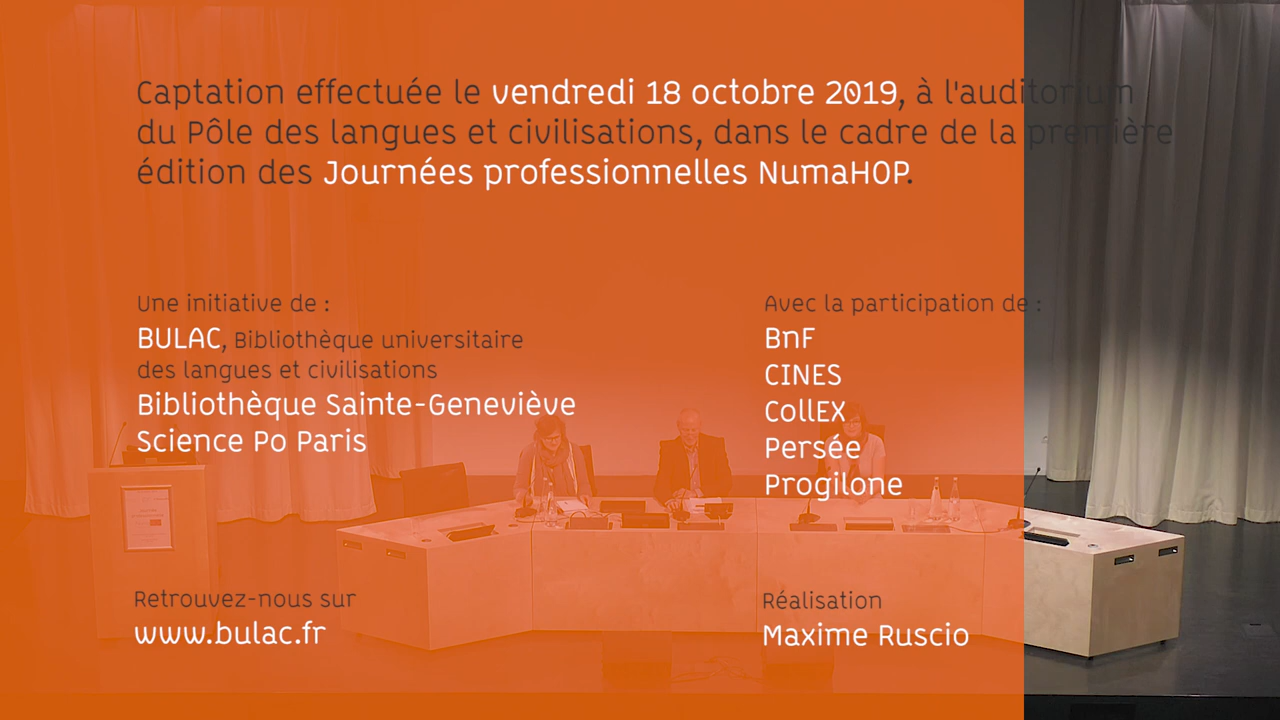 Captation effectuée le vendredi 18 octobre 2019, à l'auditorium
du Pôle des langues et civilisations, dans le cadre de la première
édition des Journées professionnelles NumaHOP.
Une initiative de :
BULAC, Bibliothèque universitaire
des langues et civilisations
Bibliothèque Sainte-Geneviève
Science Po Paris
Avec la participation de :
BnF
CINES
CollEX
Persée
Progilone
Retrouvez-nous sur
www.bulac.fr
Réalisation
Maxime Ruscio